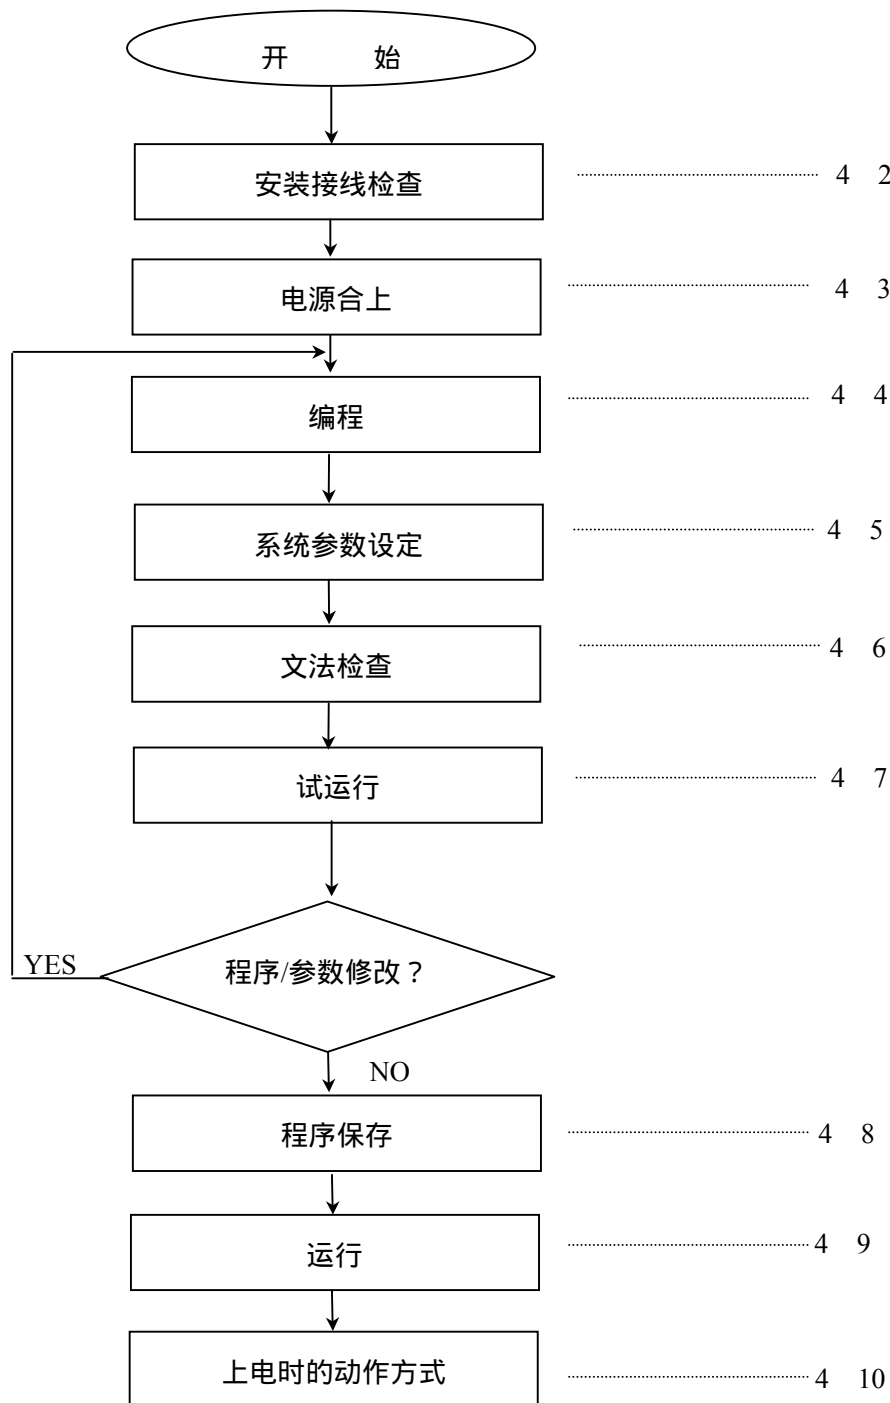 开 始
安装接线检查 4 2
电源合上 4 3
编程 4 4
系统参数设定 4 5
文法检查 4 6
试运行 4 7
YES 程序/参数修改？
NO
程序保存 4 8
运行 4 9
上电时的动作方式 4 10